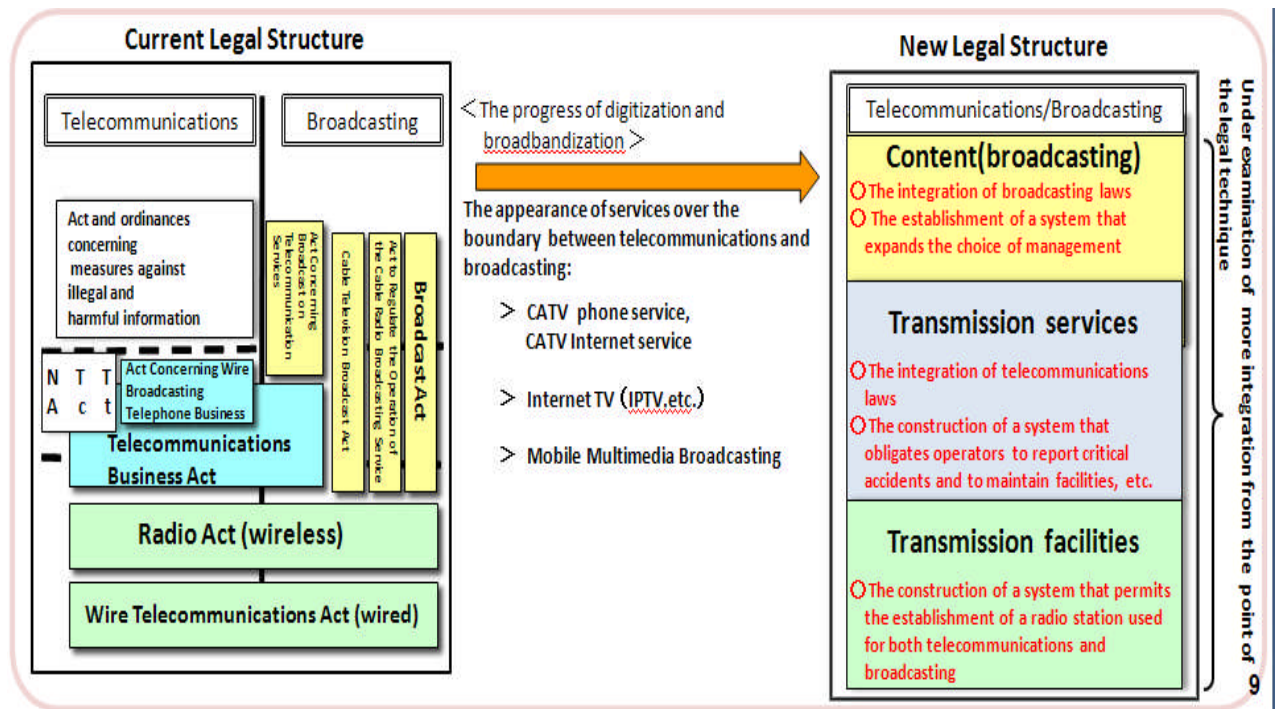 Current Legal Structure
Telecommunications
Broadcasting
Act and ordinances
concerning
measures against
illegal and
harmful information
Act Concerning
Broadcast on
Telecommunication
Services
Cable Television Broadcast Act
Act to Regulate the Operation of
the Cable Radio Broadcasting Service
Broadcast Act
N T T
A c t
Act Concerning Wire
Broadcasting
Telephone Business
Telecommunications
Business Act
Radio Act (wireless)
Wire Telecommunications Act (wired)
＜The progress of digitization and
broadbandization＞
The appearance of services over the
boundary between telecommunications and
broadcasting:
＞ CATV phone service,
CATV Internet service
＞ Internet TV（IPTV.etc.）
＞ Mobile Multimedia Broadcasting
New Legal Structure
Telecommunications/Broadcasting
Content(broadcasting)
○The integration of broadcasting laws
○The establishment of a system that
expands the choice of management
Transmission services
○The integration of telecommunications
laws
○The construction of a system that
obligates operators to report critical
accidents and to maintain facilities, etc.
Transmission facilities
○The construction of a system that permits
the establishment of a radio station used
for both telecommunications and
broadcasting
Under examination of more integration from the point of
the legal technique
9